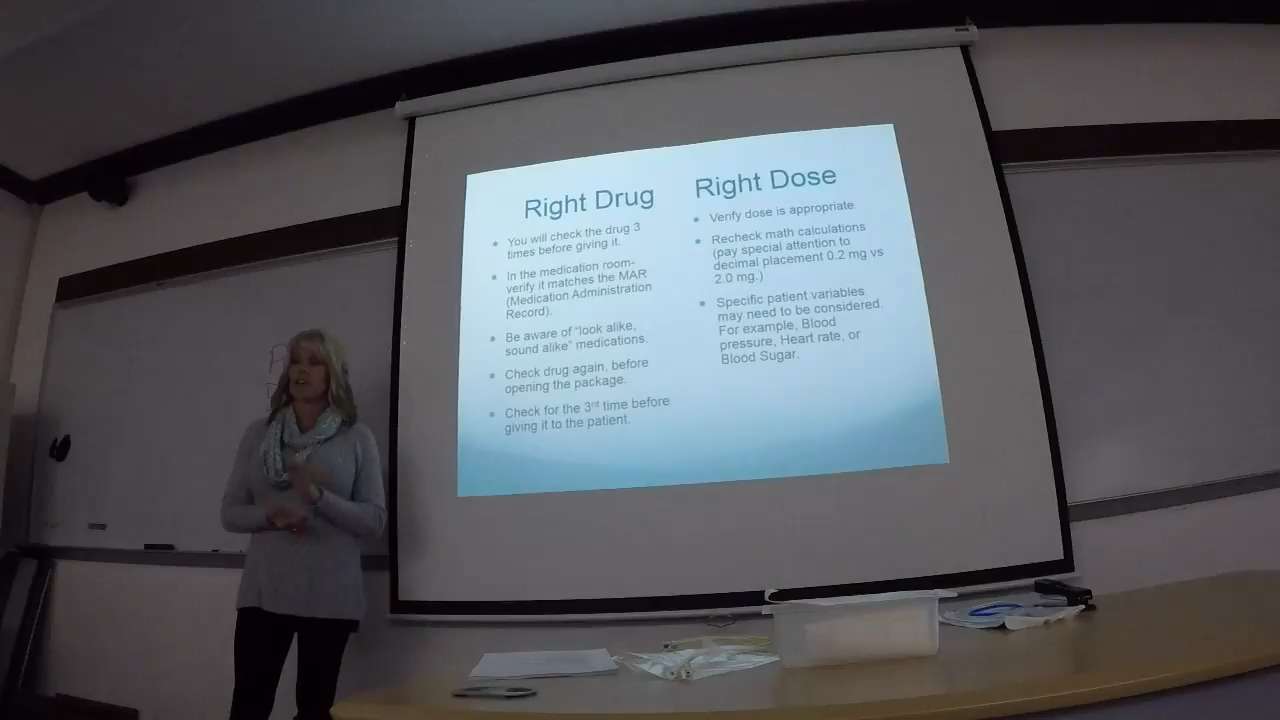 Right Drug
You will check the drug 3
times before giving it.
In the medication room-
verify it matches the MAR
(Medication Administration
Record).
Be aware of "look alike,
sound alike" medications.
Check drug again, before
opening the package.
Check for the 3rd time before
giving it to the patient.
Right Dose
Verify dose is appropriate.
Recheck math calculations
(pay special attention to
decimal placement 0.2 mg vs
2.0 mg.)
Specific patient variables
may need to be considered.
For example, Blood
pressure, Heart rate, or
Blood Sugar.